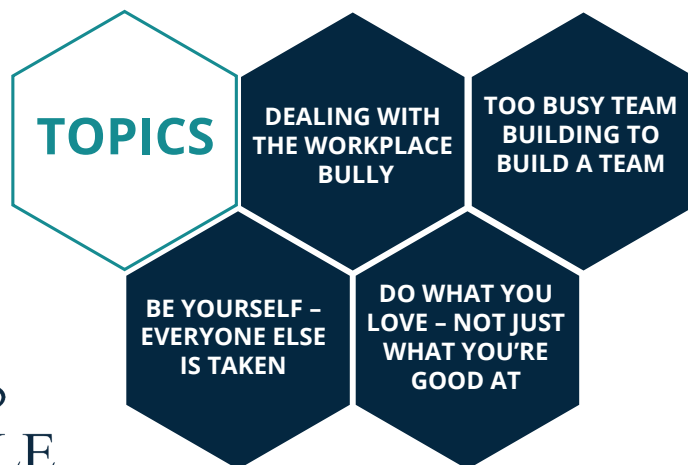 TOPICS
DEALING WITH
THE WORKPLACE
BULLY
TOO BUSY TEAM
BUILDING TO
BUILD A TEAM
BE YOURSELF –
EVERYONE ELSE
IS TAKEN
DO WHAT YOU
LOVE – NOT JUST
WHAT YOU’RE
GOOD AT